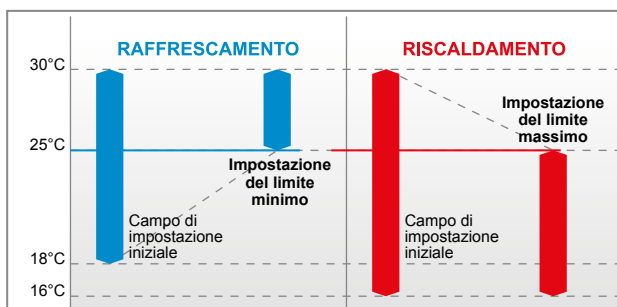 RAFFRESCAMENTO
RISCALDAMENTO
30°C
25°C
18°C
16°C
Impostazione
del limite
minimo
Campo di
impostazione
iniziale
Impostazione
del limite
massimo
Campo di
impostazione
iniziale